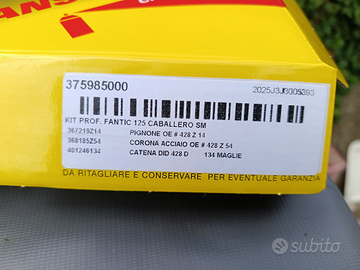 375985000
2025J3J3005393
KIT PROF. FANTIC 125 CABALLERO SM
367219Z14 PIGNONE OE # 428 Z 14
368185Z54 CORONA ACCIAIO OE # 428 Z 54
401246134 CATENA DID 428 D 134 MAGLIE
DA RITAGLIARE E CONSERVARE PER EVENTUALE GARANZIA
subito